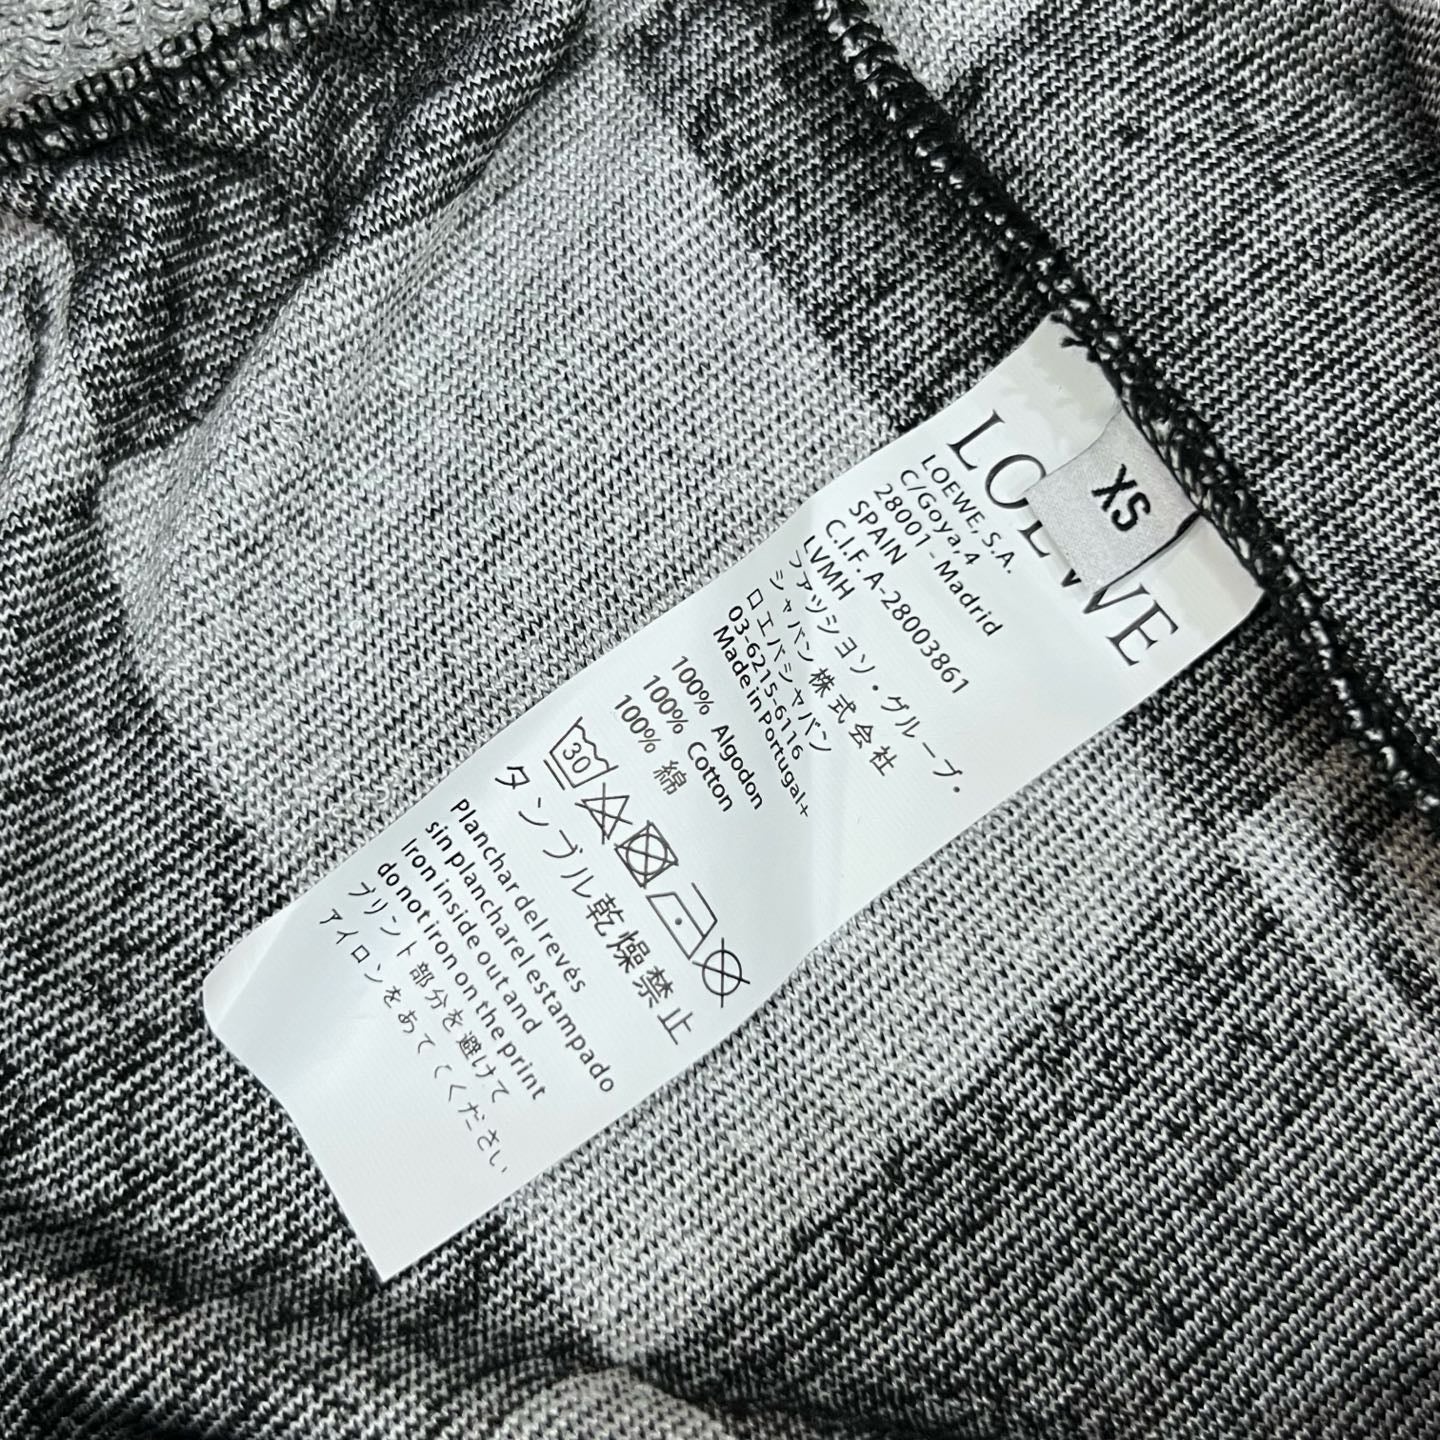 LOEWE
XS
LOEWE, S.A.
C/Goya, 4
28001 - Madrid
SPAIN
C.I.F. A-28003861
LVMH
ファッション・グループ・
ジャパン株式会社
ロエベジャパン
03-6215-6116
Made in Portugal+
100% Algodon
100% Cotton
100% 綿
30
タンブル乾燥禁止
Planchar del revés
sin planchar el estampado
Iron inside out and
do not iron on the print
プリント部分を避けて
アイロンをあててください